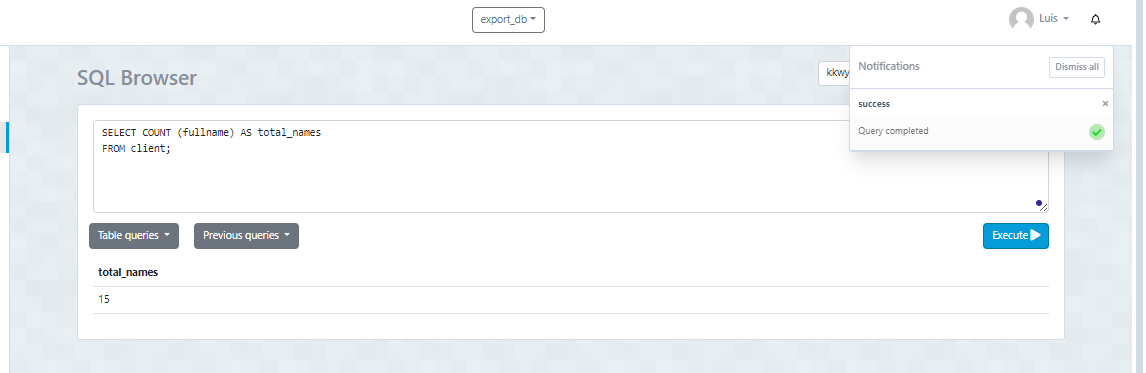 export_db
Luis
SQL Browser
kkwy
Notifications
Dismiss all
success
×
Query completed
SELECT COUNT (fullname) AS total_names
FROM client;
Table queries
Previous queries
Execute
total_names
15